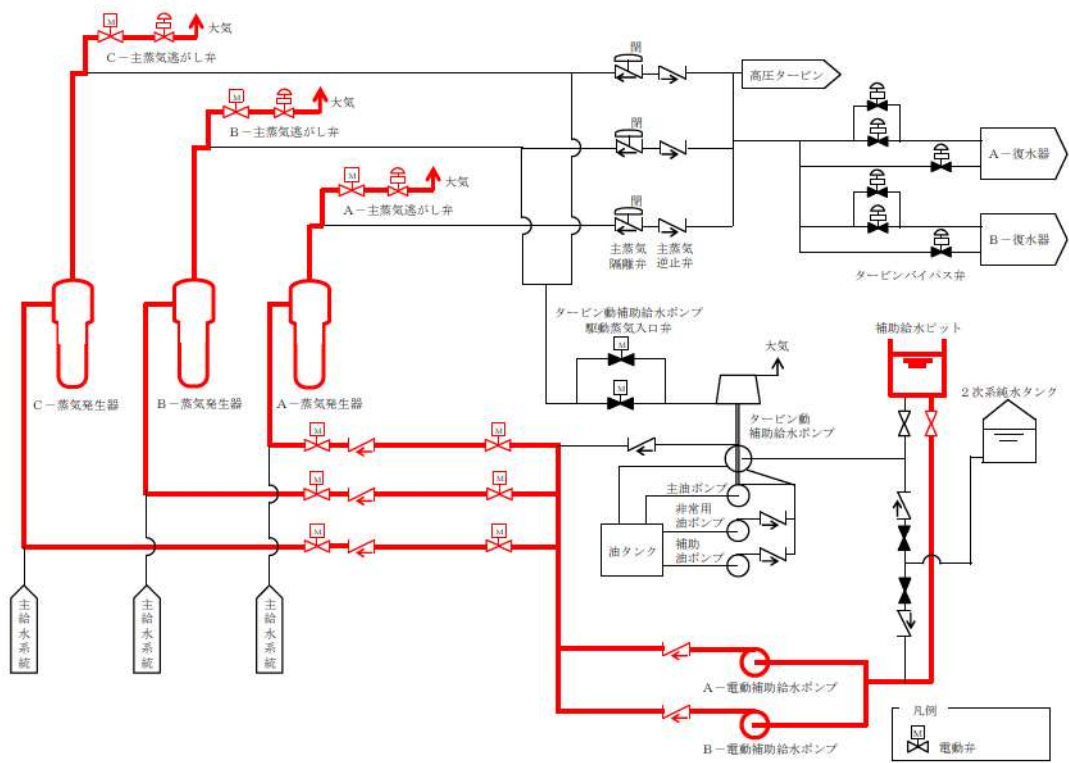 M
大気
C－主蒸気逃がし弁
M
大気
B－主蒸気逃がし弁
M
大気
A－主蒸気逃がし弁
閉
高圧タービン
閉
閉
主蒸気
隔離弁
主蒸気
逆止弁
A－復水器
B－復水器
タービンバイパス弁
タービン動補助給水ポンプ
駆動蒸気入口弁
M
M
大気
補助給水ピット
2次系純水タンク
C－蒸気発生器
B－蒸気発生器
A－蒸気発生器
タービン動
補助給水ポンプ
M
M
M
M
M
M
主油ポンプ
非常用
油ポンプ
補助
油ポンプ
油タンク
主給水系統
主給水系統
主給水系統
A－電動補助給水ポンプ
B－電動補助給水ポンプ
凡例
M
電動弁